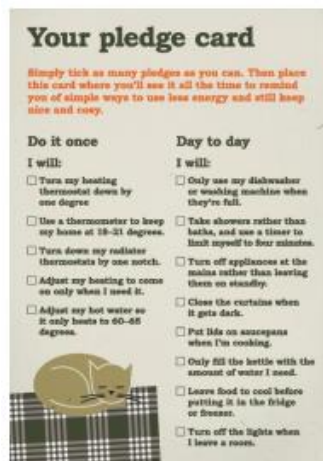 Your pledge card
Simply tick as many pledges as you can. Then place
this card where you'll see it all the time to remind
you of simple ways to use less energy and still keep
nice and cosy.
Do it once
I will:
Turn my heating
thermostat down by
one degree
Use a thermometer to keep
my home at 18–21 degrees.
Turn down my radiator
thermostats by one notch.
Adjust my heating to come
on only when I need it.
Adjust my hot water so
it only heats to 60–65
degrees.
Day to day
I will:
Only use my dishwasher
or washing machine when
they're full.
Take showers rather than
baths, and use a timer to
limit myself to four minutes.
Turn off appliances at the
mains rather than leaving
them on standby.
Close the curtains when
it gets dark.
Put lids on saucepans
when I'm cooking.
Only fill the kettle with the
amount of water I need.
Leave food to cool before
putting it in the fridge
or freezer.
Turn off the lights when
I leave a room.